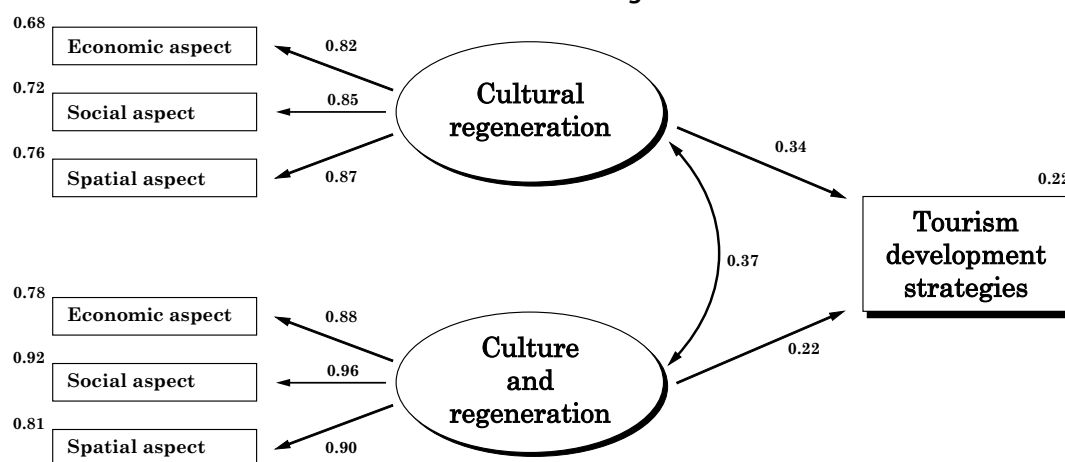 0.68
Economic aspect
0.82
0.72
Social aspect
0.85
0.76
Spatial aspect
0.87
Cultural
regeneration
0.34
0.37
0.22
Tourism
development
strategies
0.78
Economic aspect
0.88
0.92
Social aspect
0.96
0.81
Spatial aspect
0.90
Culture
and
regeneration
0.22